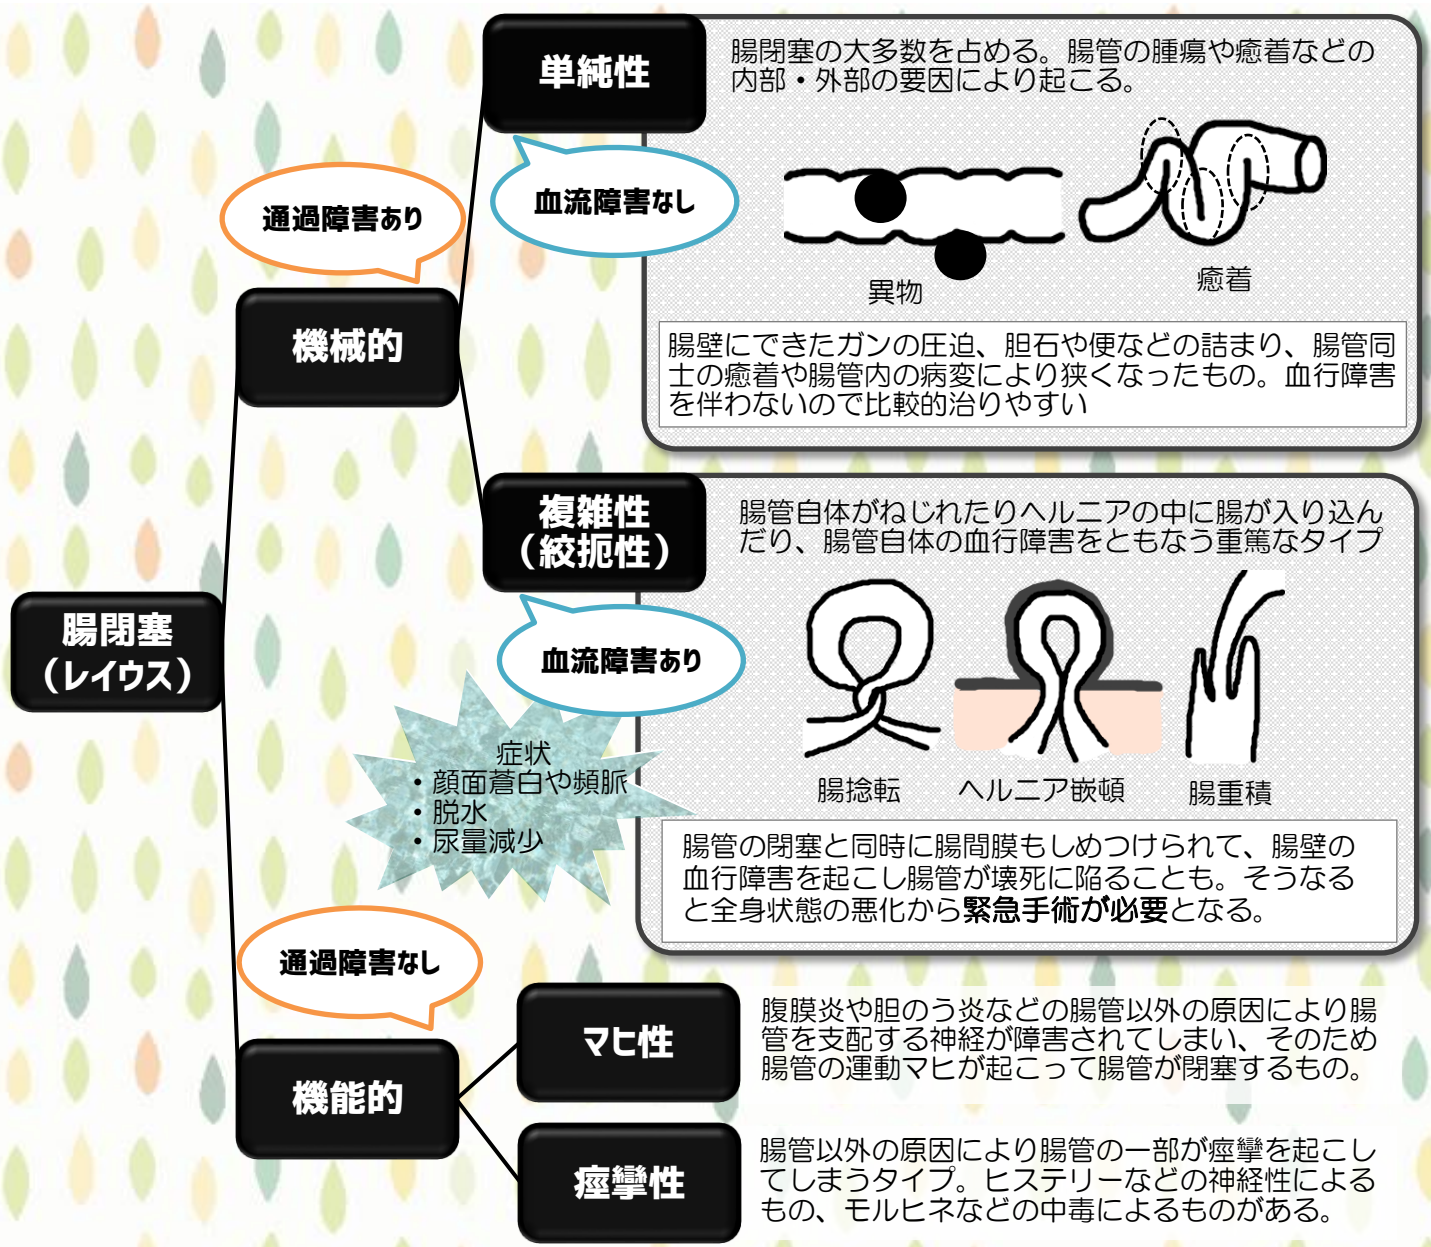 単純性
腸閉塞の大多数を占める。腸管の腫瘍や癒着などの
内部・外部の要因により起こる。
血流障害なし
通過障害あり
異物
癒着
機械的
腸壁にできたガンの圧迫、胆石や便などの詰まり、腸管同
士の癒着や腸管内の病変により狭くなったもの。血行障害
を伴わないので比較的治りやすい
複雑性
（絞扼性）
腸管自体がねじれたりヘルニアの中に腸が入り込ん
だり、腸管自体の血行障害をともなう重篤なタイプ
腸閉塞
（レイウス）
血流障害あり
症状
・顔面蒼白や頻脈
・脱水
・尿量減少
腸捻転
ヘルニア嵌頓
腸重積
腸管の閉塞と同時に腸間膜もしめつけられて、腸壁の
血行障害を起こし腸管が壊死に陥ることも。そうなる
と全身状態の悪化から緊急手術が必要となる。
通過障害なし
機能的
マヒ性
腹膜炎や胆のう炎などの腸管以外の原因により腸
管を支配する神経が障害されてしまい、そのため
腸管の運動マヒが起こって腸管が閉塞するもの。
痙攣性
腸管以外の原因により腸管の一部が痙攣を起こし
てしまうタイプ。ヒステリーなどの神経性による
もの、モルヒネなどの中毒によるものがある。